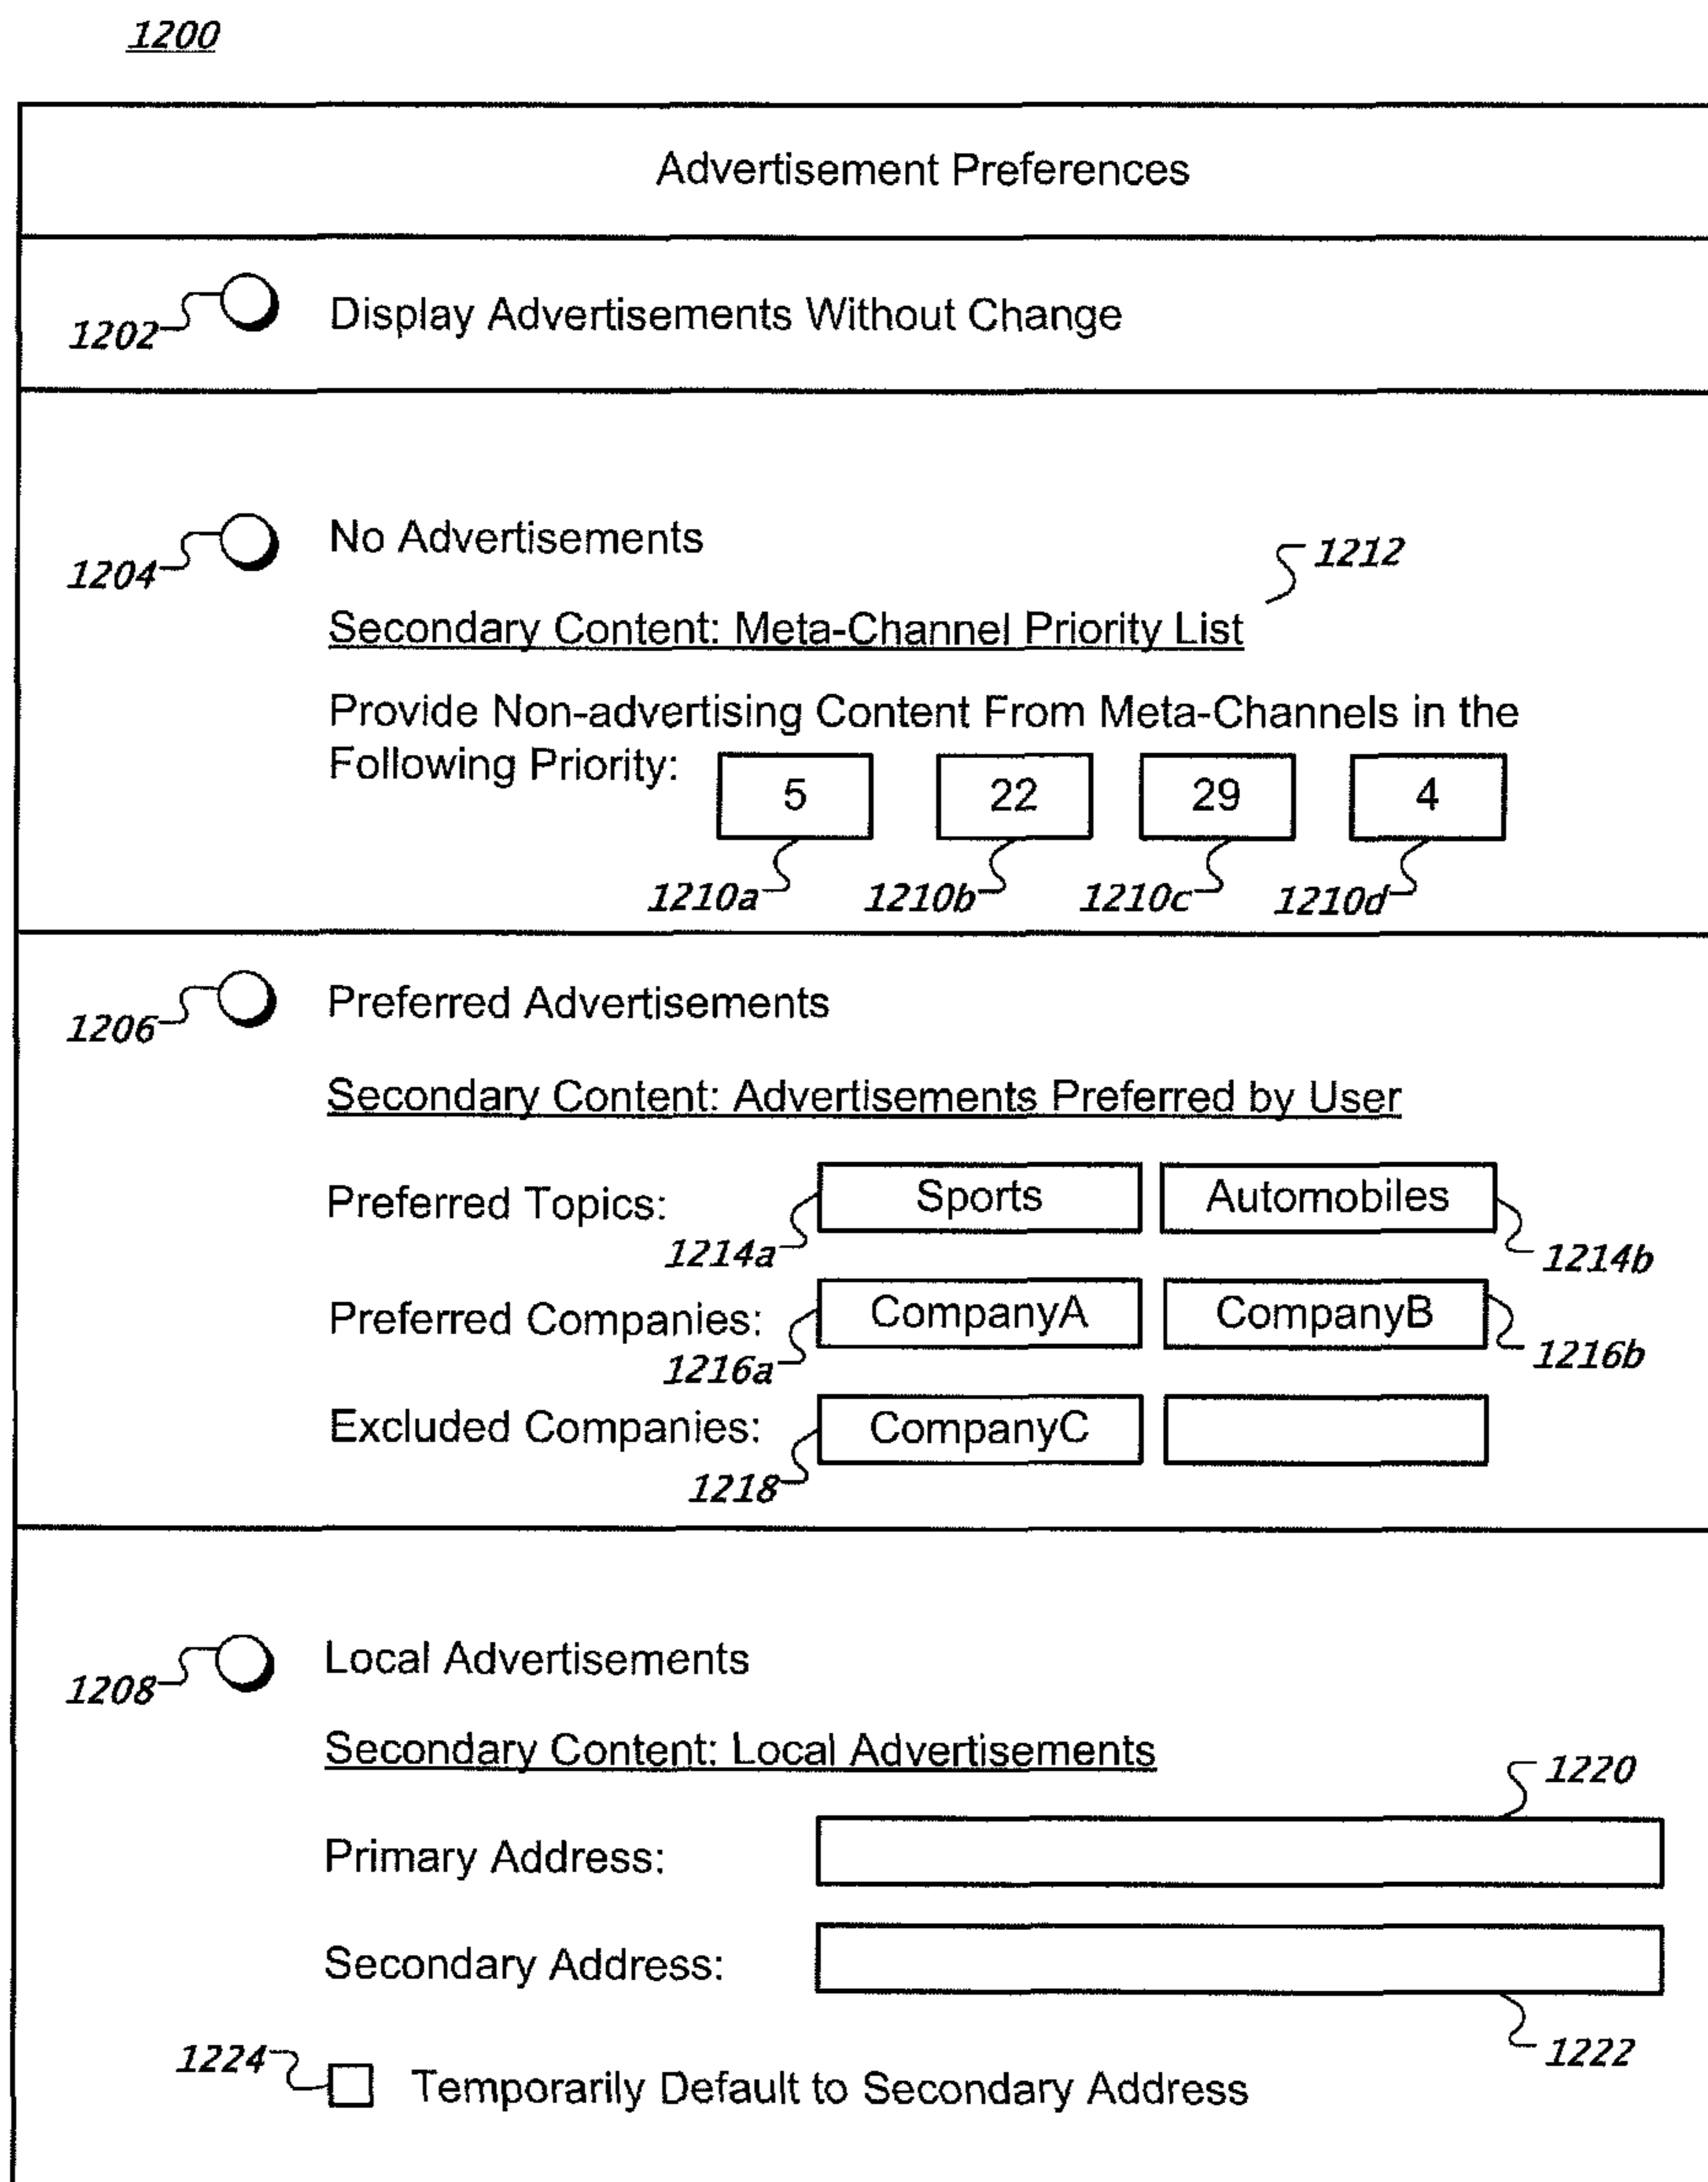 1200
Advertisement Preferences
1202 Display Advertisements Without Change
1204 No Advertisements
1212
Secondary Content: Meta-Channel Priority List
Provide Non-advertising Content From Meta-Channels in the
Following Priority: 5 22 29 4
1210a 1210b 1210c 1210d
1206 Preferred Advertisements
Secondary Content: Advertisements Preferred by User
Preferred Topics: Sports Automobiles
1214a 1214b
Preferred Companies: CompanyA CompanyB
1216a 1216b
Excluded Companies: CompanyC
1218
1208 Local Advertisements
Secondary Content: Local Advertisements
1220
Primary Address:
Secondary Address:
1222
1224 Temporarily Default to Secondary Address